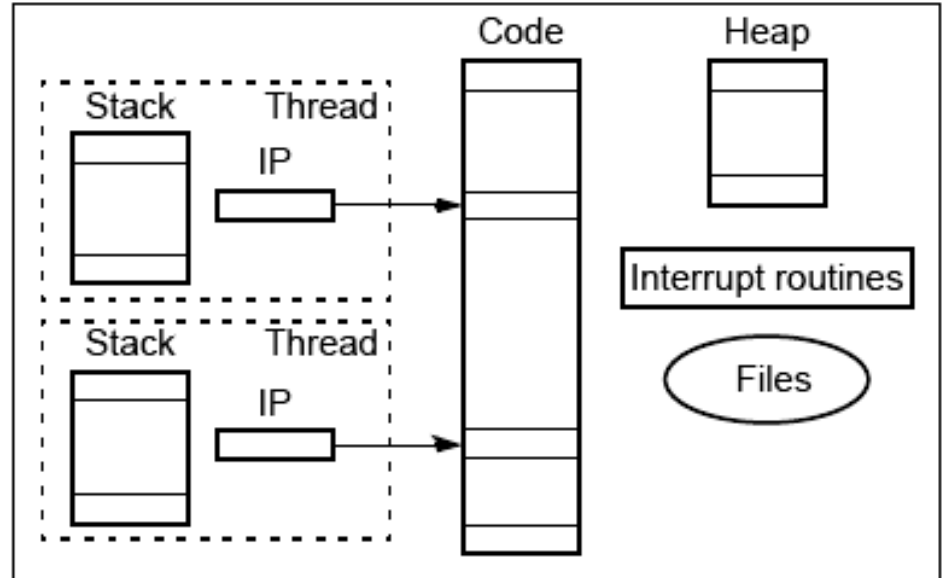 Code
Heap
Stack
Thread
IP
Interrupt routines
Stack
Thread
Files
IP